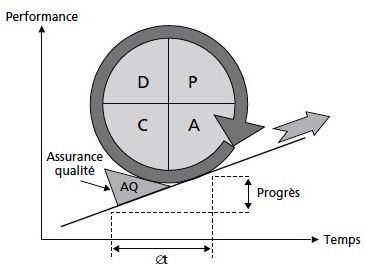 Performance
D
P
C
A
Assurance
qualité
AQ
Progrès
Temps
∅t